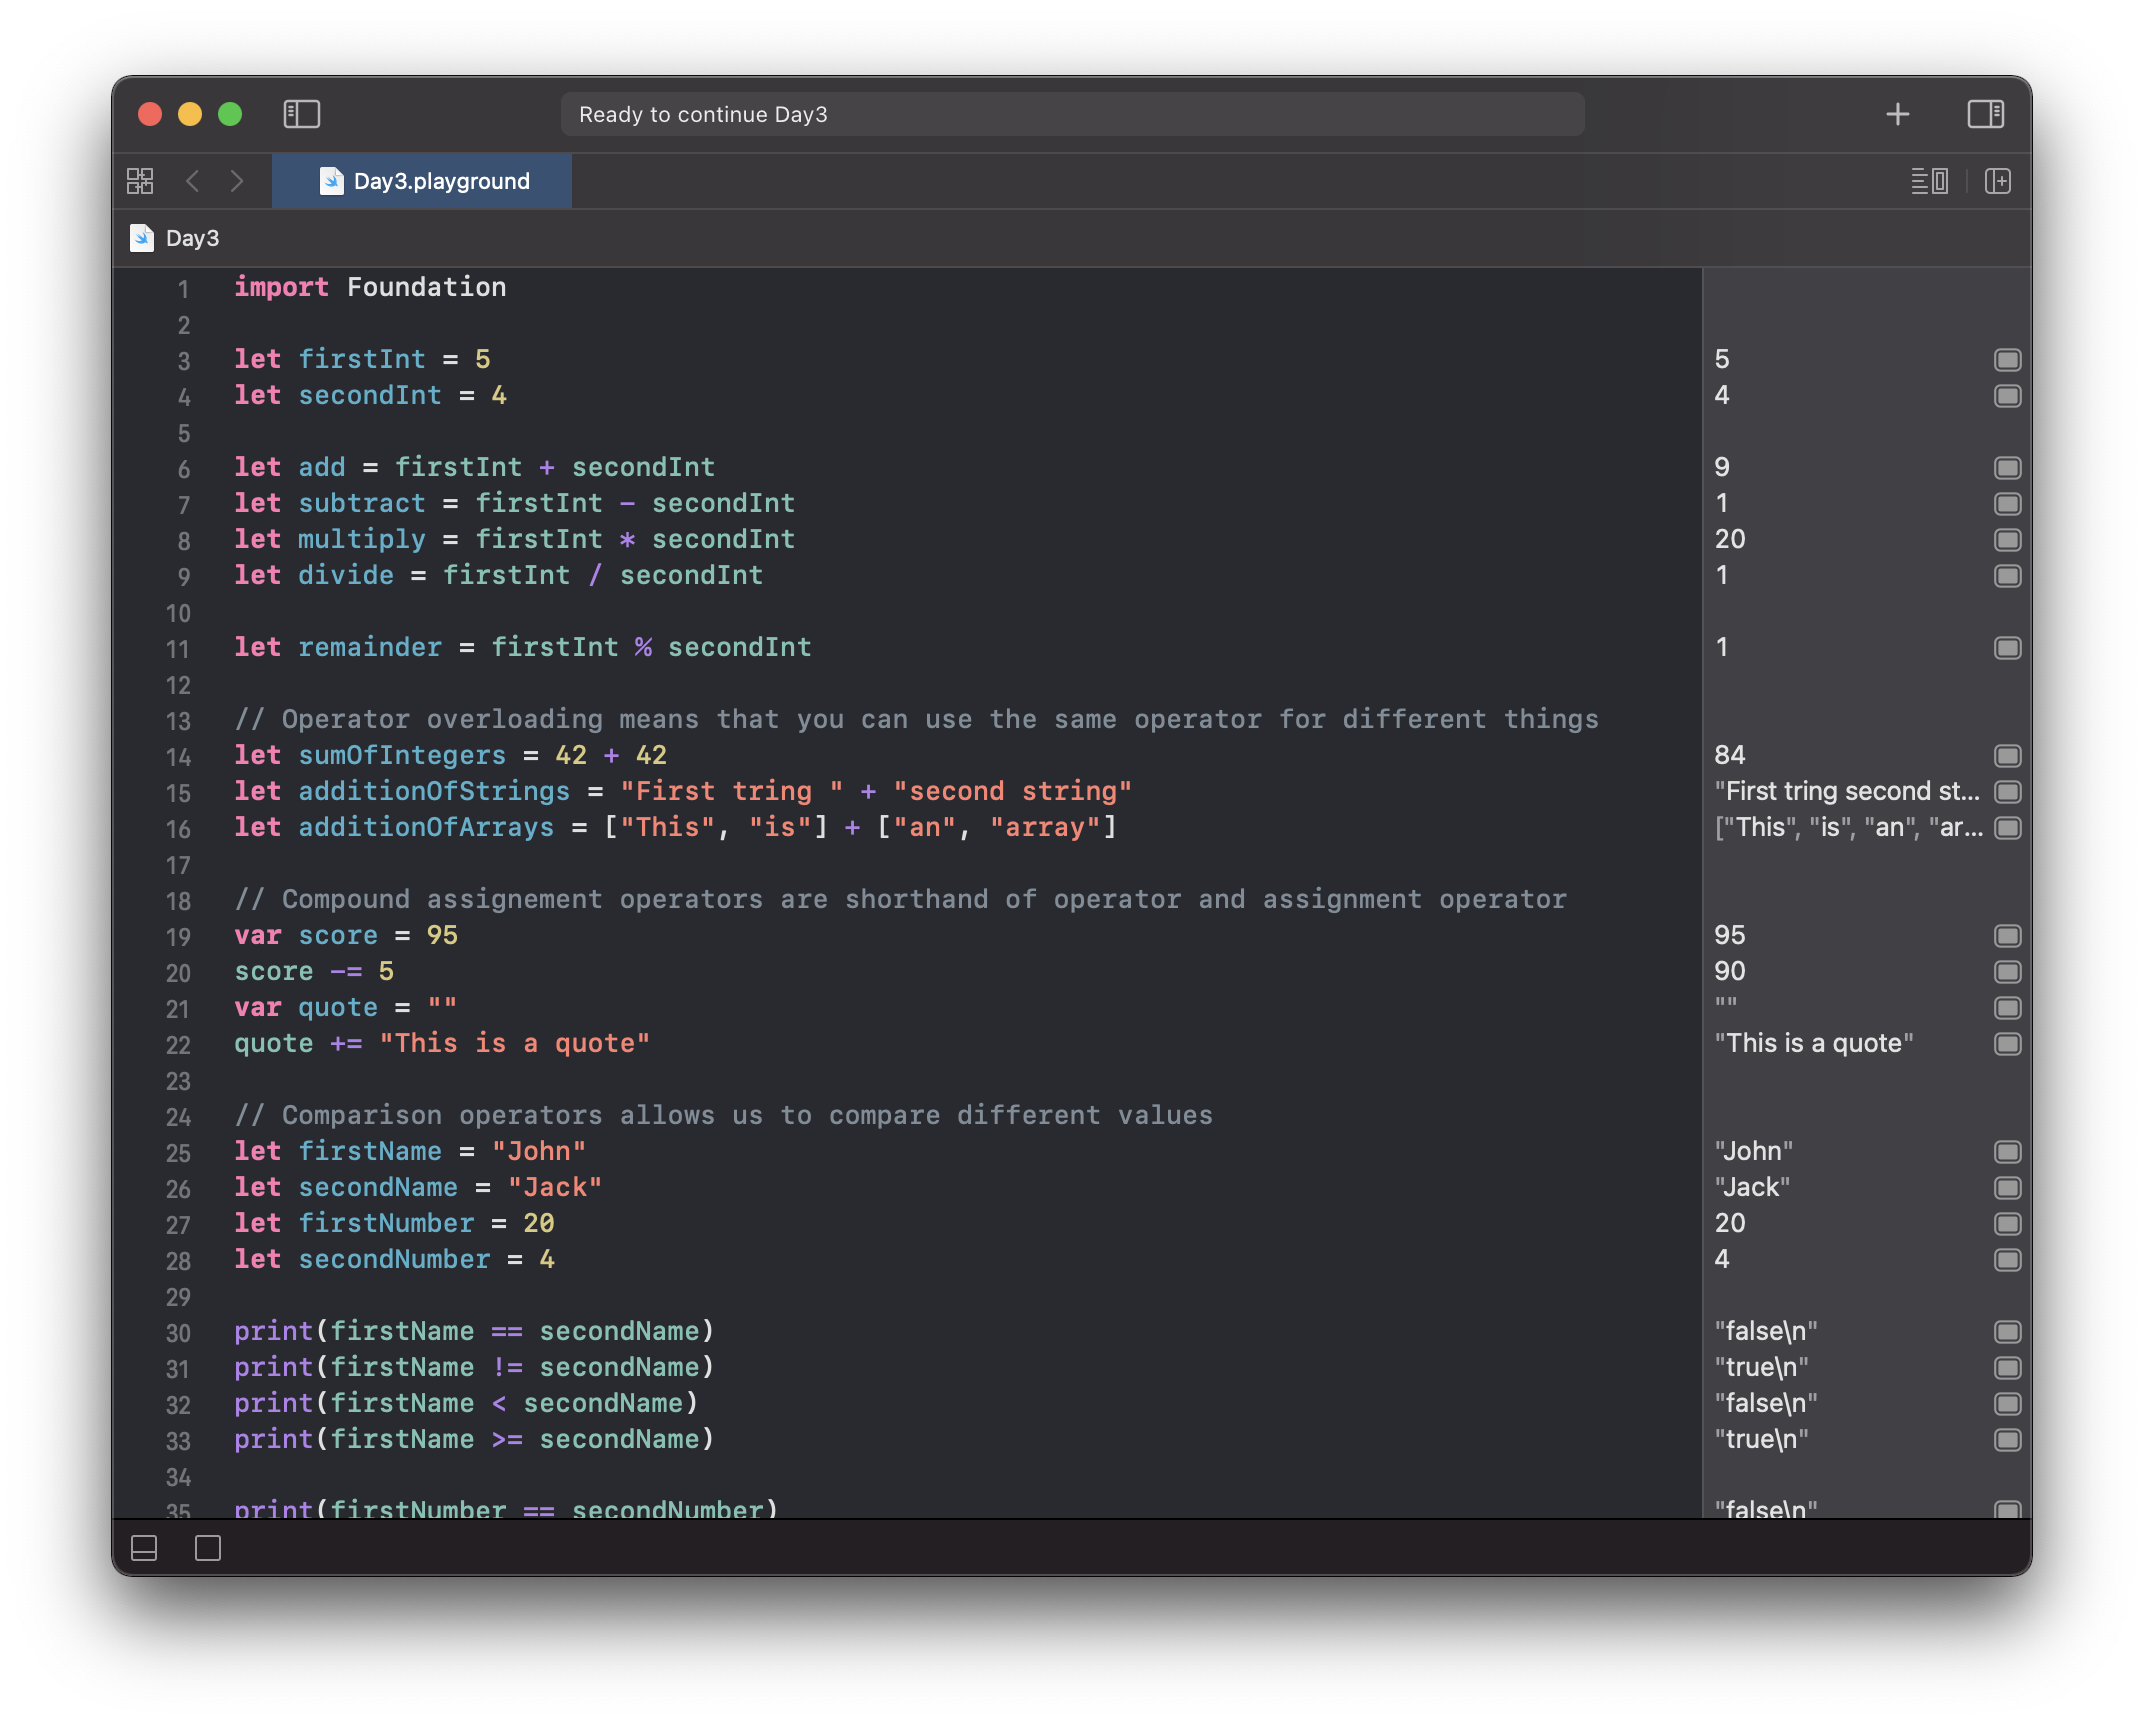 Ready to continue Day3
Day3.playground
Day3
1 import Foundation
2
3 let firstInt = 5 5
4 let secondInt = 4 4
5
6 let add = firstInt + secondInt 9
7 let subtract = firstInt - secondInt 1
8 let multiply = firstInt * secondInt 20
9 let divide = firstInt / secondInt 1
10
11 let remainder = firstInt % secondInt 1
12
13 // Operator overloading means that you can use the same operator for different things
14 let sumOfIntegers = 42 + 42 84
15 let additionOfStrings = "First tring " + "second string" "First tring second st...
16 let additionOfArrays = ["This", "is"] + ["an", "array"] ["This", "is", "an", "ar...
17
18 // Compound assignement operators are shorthand of operator and assignment operator
19 var score = 95 95
20 score -= 5 90
21 var quote = "" ""
22 quote += "This is a quote" "This is a quote"
23
24 // Comparison operators allows us to compare different values
25 let firstName = "John" "John"
26 let secondName = "Jack" "Jack"
27 let firstNumber = 20 20
28 let secondNumber = 4 4
29
30 print(firstName == secondName) "false\n"
31 print(firstName != secondName) "true\n"
32 print(firstName < secondName) "false\n"
33 print(firstName >= secondName) "true\n"
34
35 print(firstNumber == secondNumber) "false\n"